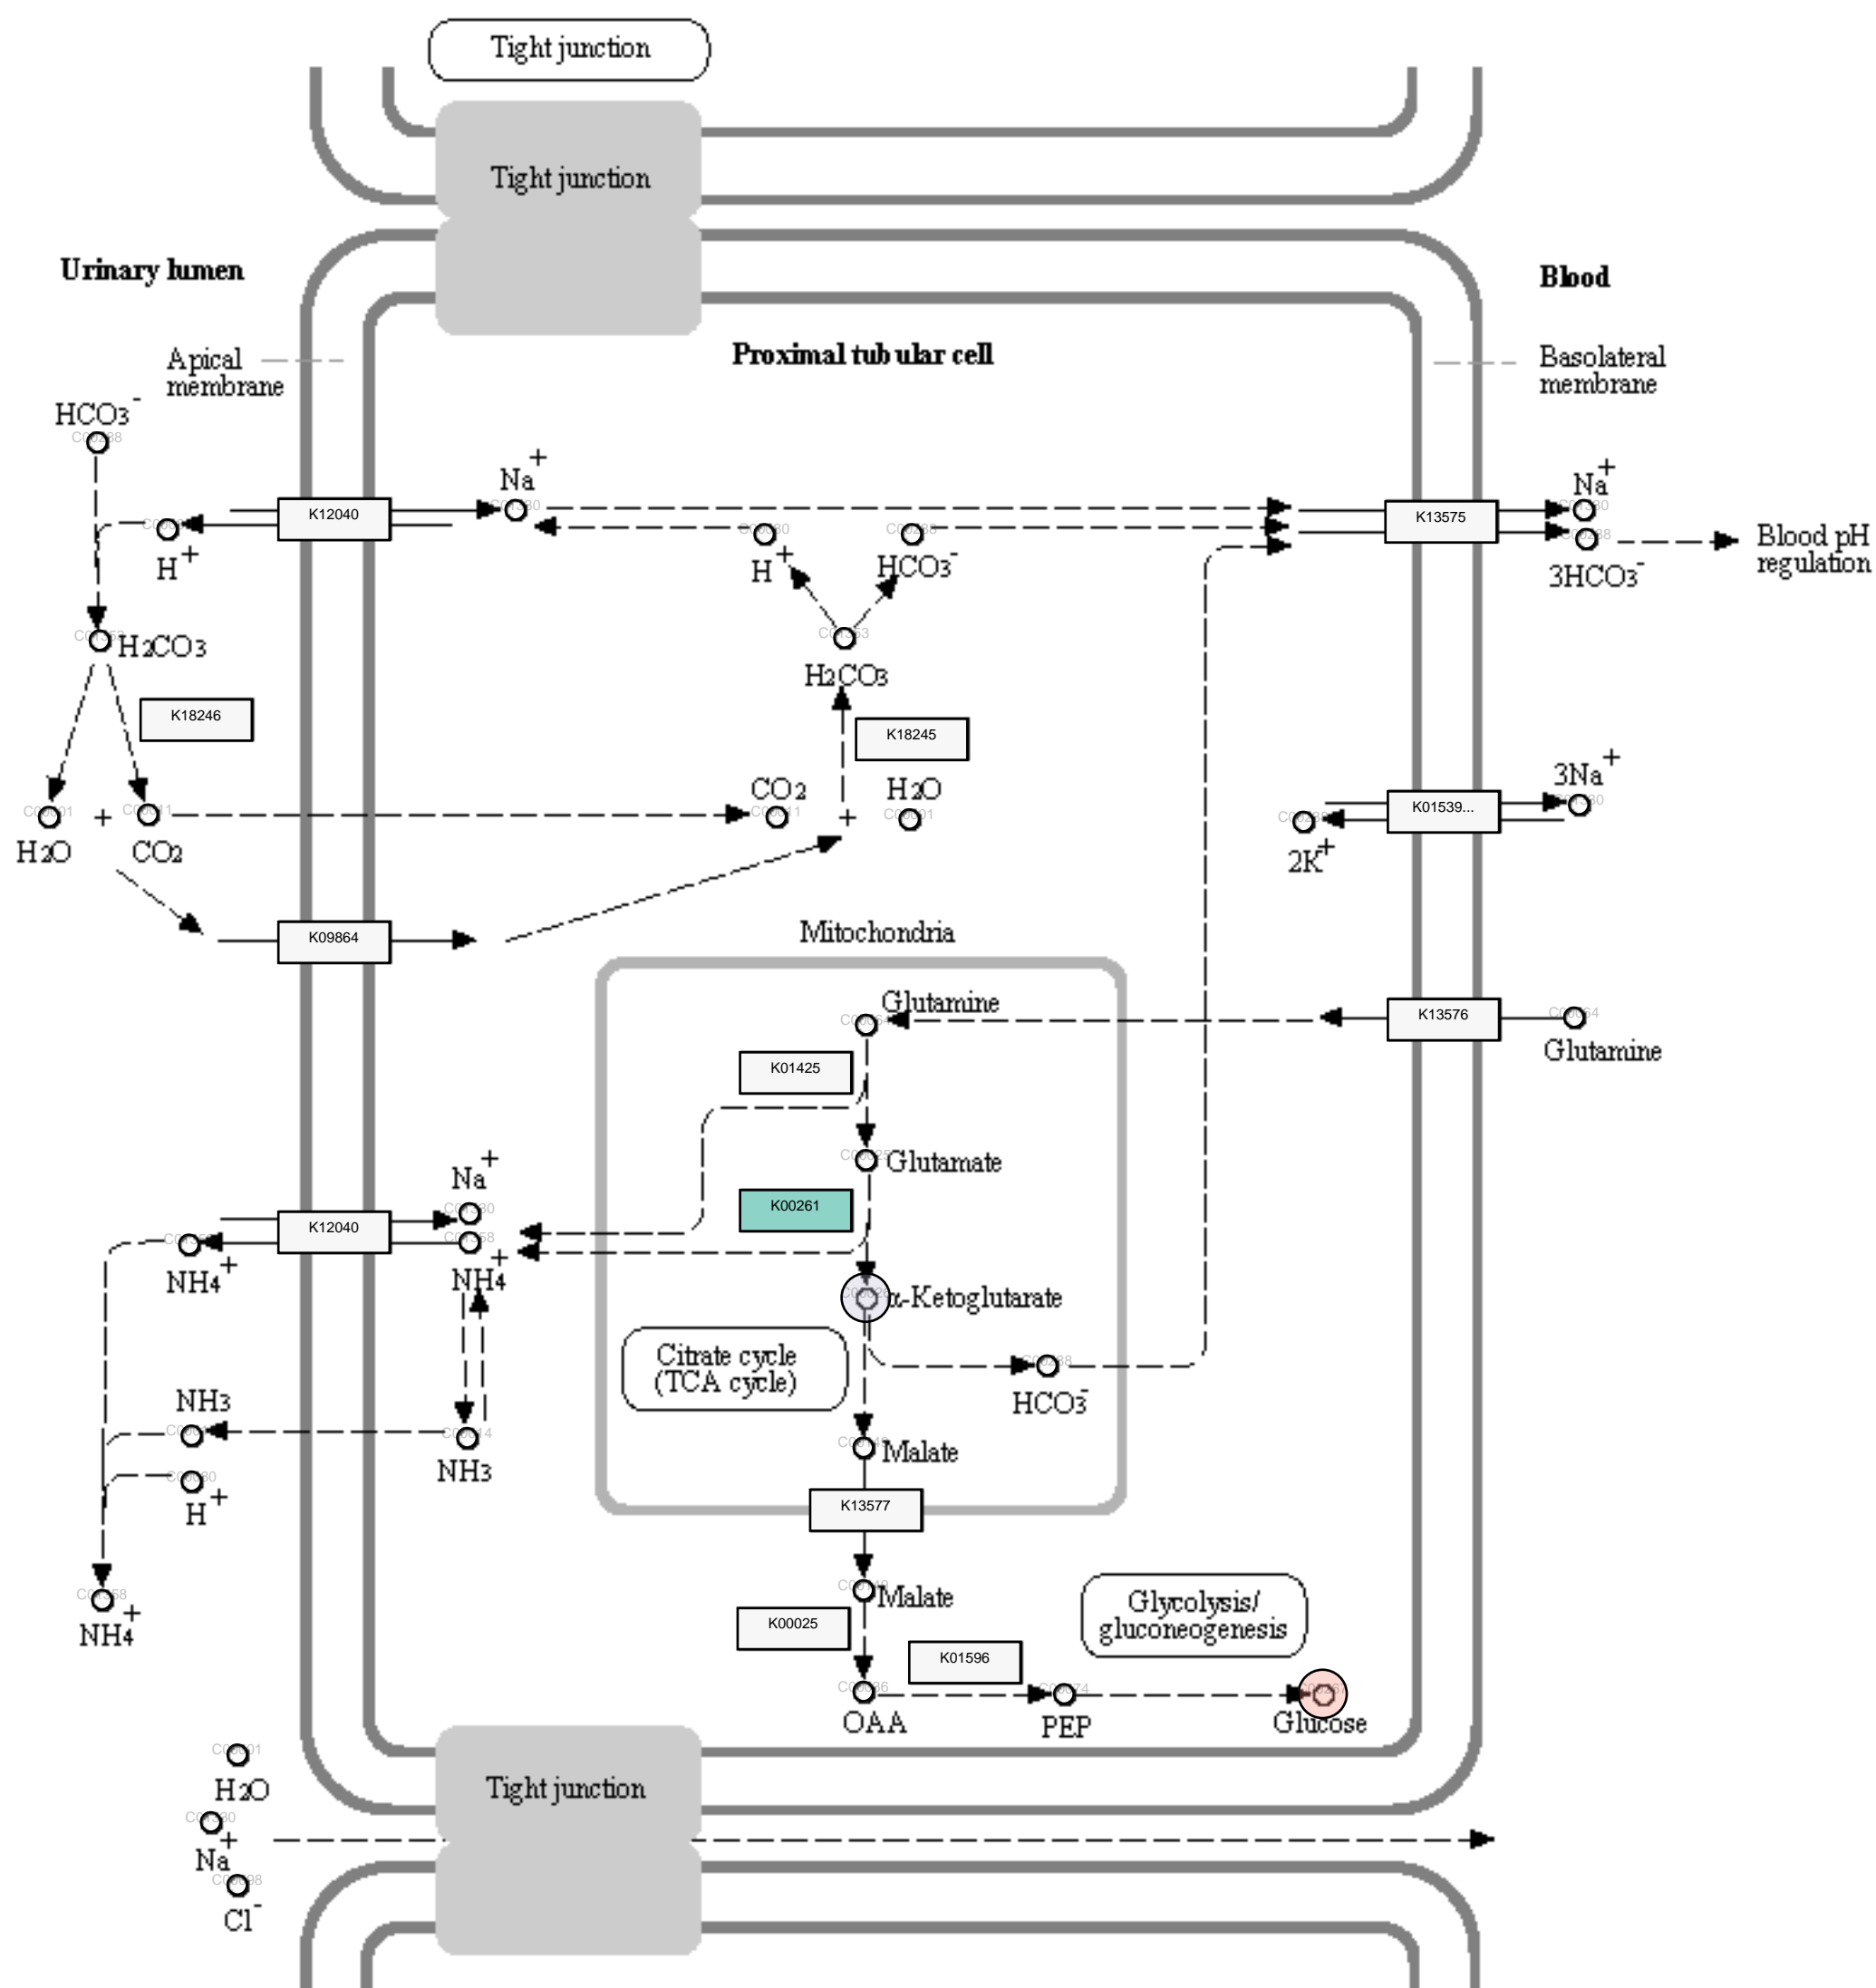 Tight junction
Tight junction
Urinary lumen
Blood
Proximal tubular cell
Apical
membrane
Basolateral
membrane
HCO3-
Na+
Na+
K12040
K13575
H+
H+
HCO3-
3HCO3-
Blood pH
regulation
H2CO3
H2CO3
K18246
K18245
CO2
H2O
3Na+
K01539...
+
+
H2O
CO2
2K+
K09864
Mitochondria
Glutamine
K13576
Glutamine
K01425
Glutamate
Na+
K00261
K12040
NH4+
NH4+
α-Ketoglutarate
Citrate cycle
(TCA cycle)
HCO3-
NH3
NH3
Malate
H+
K13577
Malate
NH4+
K00025
K01596
Glycolysis/
gluconeogenesis
OAA
PEP
Glucose
H2O
Tight junction
Na+
Cl-